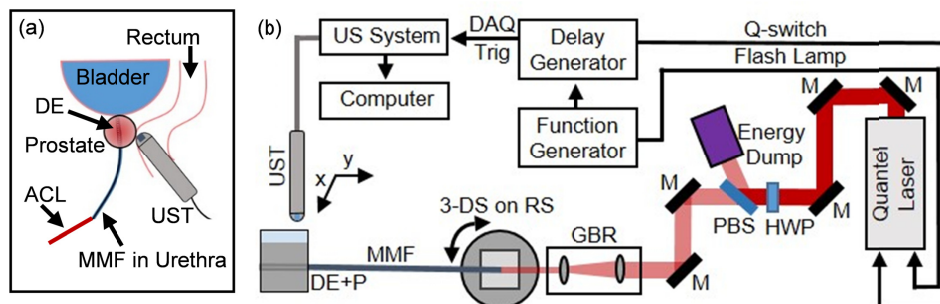 (a)
Rectum
Bladder
DE
Prostate
ACL
UST
MMF in Urethra
(b)
US System
DAQ
Trig
Delay
Generator
Q-switch
Flash Lamp
Computer
Function
Generator
Energy
Dump
M
M
Quantel
Laser
UST
x
y
3-DS on RS
M
PBS
HWP
M
MMF
GBR
M
DE+P